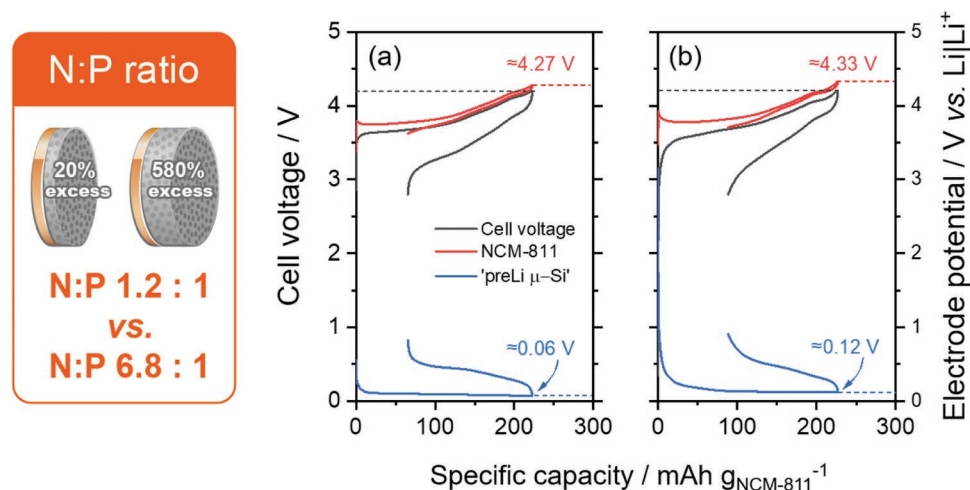 N:P ratio
20%
excess
580%
excess
N:P 1.2 : 1
vs.
N:P 6.8 : 1
Cell voltage / V
5
4
3
2
1
0
(a)
≈4.27 V
Cell voltage
NCM-811
'preLi μ–Si'
≈0.06 V
0 100 200 300
(b)
≈4.33 V
≈0.12 V
0 100 200 300
5
4
3
2
1
0
Electrode potential / V vs. Li|Li⁺
Specific capacity / mAh g_NCM-811⁻¹